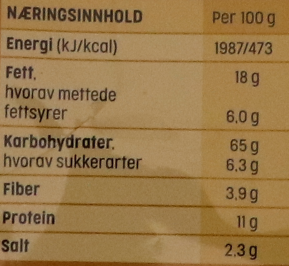 NÆRINGSINNHOLD Per 100 g
Energi (kJ/kcal) 1987/473
Fett, 18 g
hvorav mettede
fettsyrer 6,0 g
Karbohydrater, 65 g
hvorav sukkerarter 6,3 g
Fiber 3,9 g
Protein 11 g
Salt 2,3 g